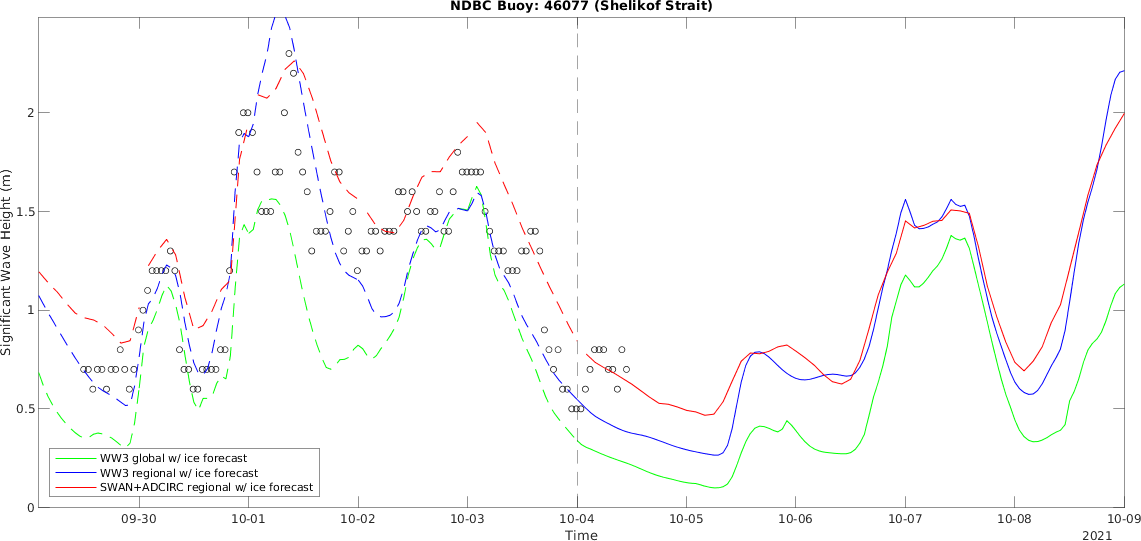 NDBC Buoy: 46077 (Shelikof Strait)
Significant Wave Height (m)
2
1.5
1
0.5
0
WW3 global w/ ice forecast
WW3 regional w/ ice forecast
SWAN+ADCIRC regional w/ ice forecast
09-30 10-01 10-02 10-03 10-04 10-05 10-06 10-07 10-08 10-09
Time
2021